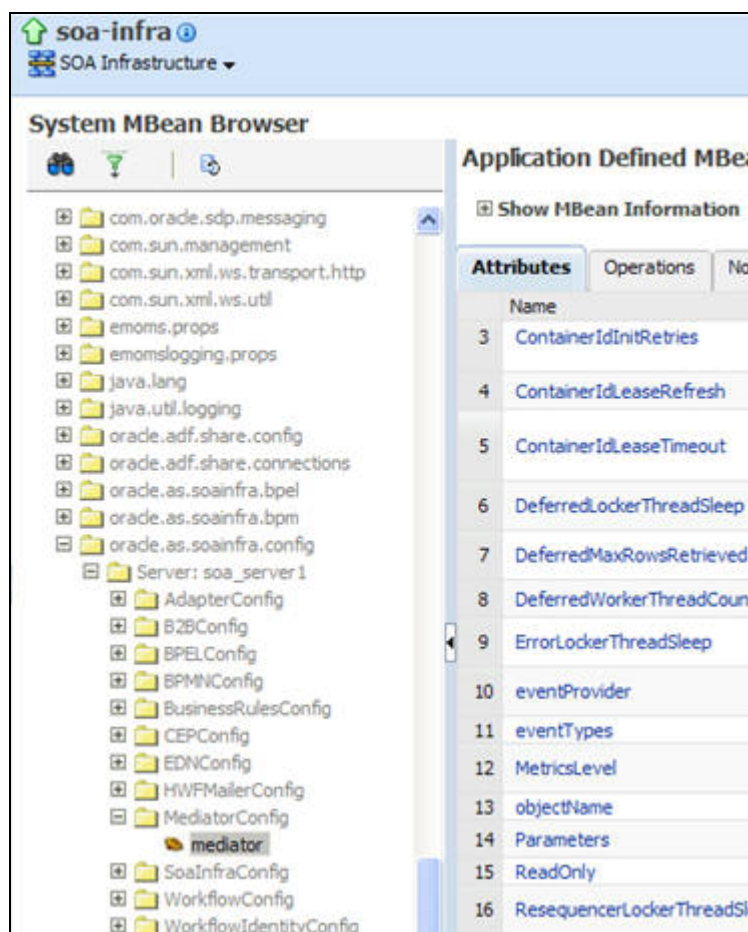 soa-infra
SOA Infrastructure
System MBean Browser
com.oracle.sdp.messaging
com.sun.management
com.sun.xml.ws.transport.http
com.sun.xml.ws.util
emoms.props
emomslogging.props
java.lang
java.util.logging
oracle.adf.share.config
oracle.adf.share.connections
oracle.as.soainfra.bpel
oracle.as.soainfra.bpm
oracle.as.soainfra.config
Server: soa_server1
AdapterConfig
B2BConfig
BPELConfig
BPMNConfig
BusinessRulesConfig
CEPConfig
EDNConfig
HWFMailerConfig
MediatorConfig
mediator
SoaInfraConfig
WorkflowConfig
WorkflowIdentityConfig
Application Defined MBea
Show MBean Information
Attributes Operations No
Name
3 ContainerIdInitRetries
4 ContainerIdLeaseRefresh
5 ContainerIdLeaseTimeout
6 DeferredLockerThreadSleep
7 DeferredMaxRowsRetrieved
8 DeferredWorkerThreadCoun
9 ErrorLockerThreadSleep
10 eventProvider
11 eventTypes
12 MetricsLevel
13 objectName
14 Parameters
15 ReadOnly
16 ResequencerLockerThreadSl